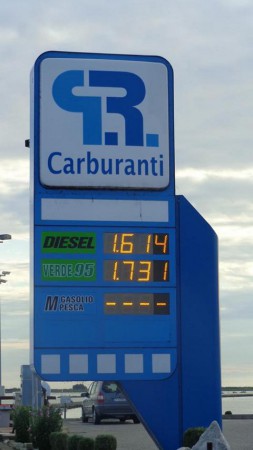 P.R.
Carburanti
DIESEL 1.614
VERDE 95 1.731
M GASOLIO PESCA ----